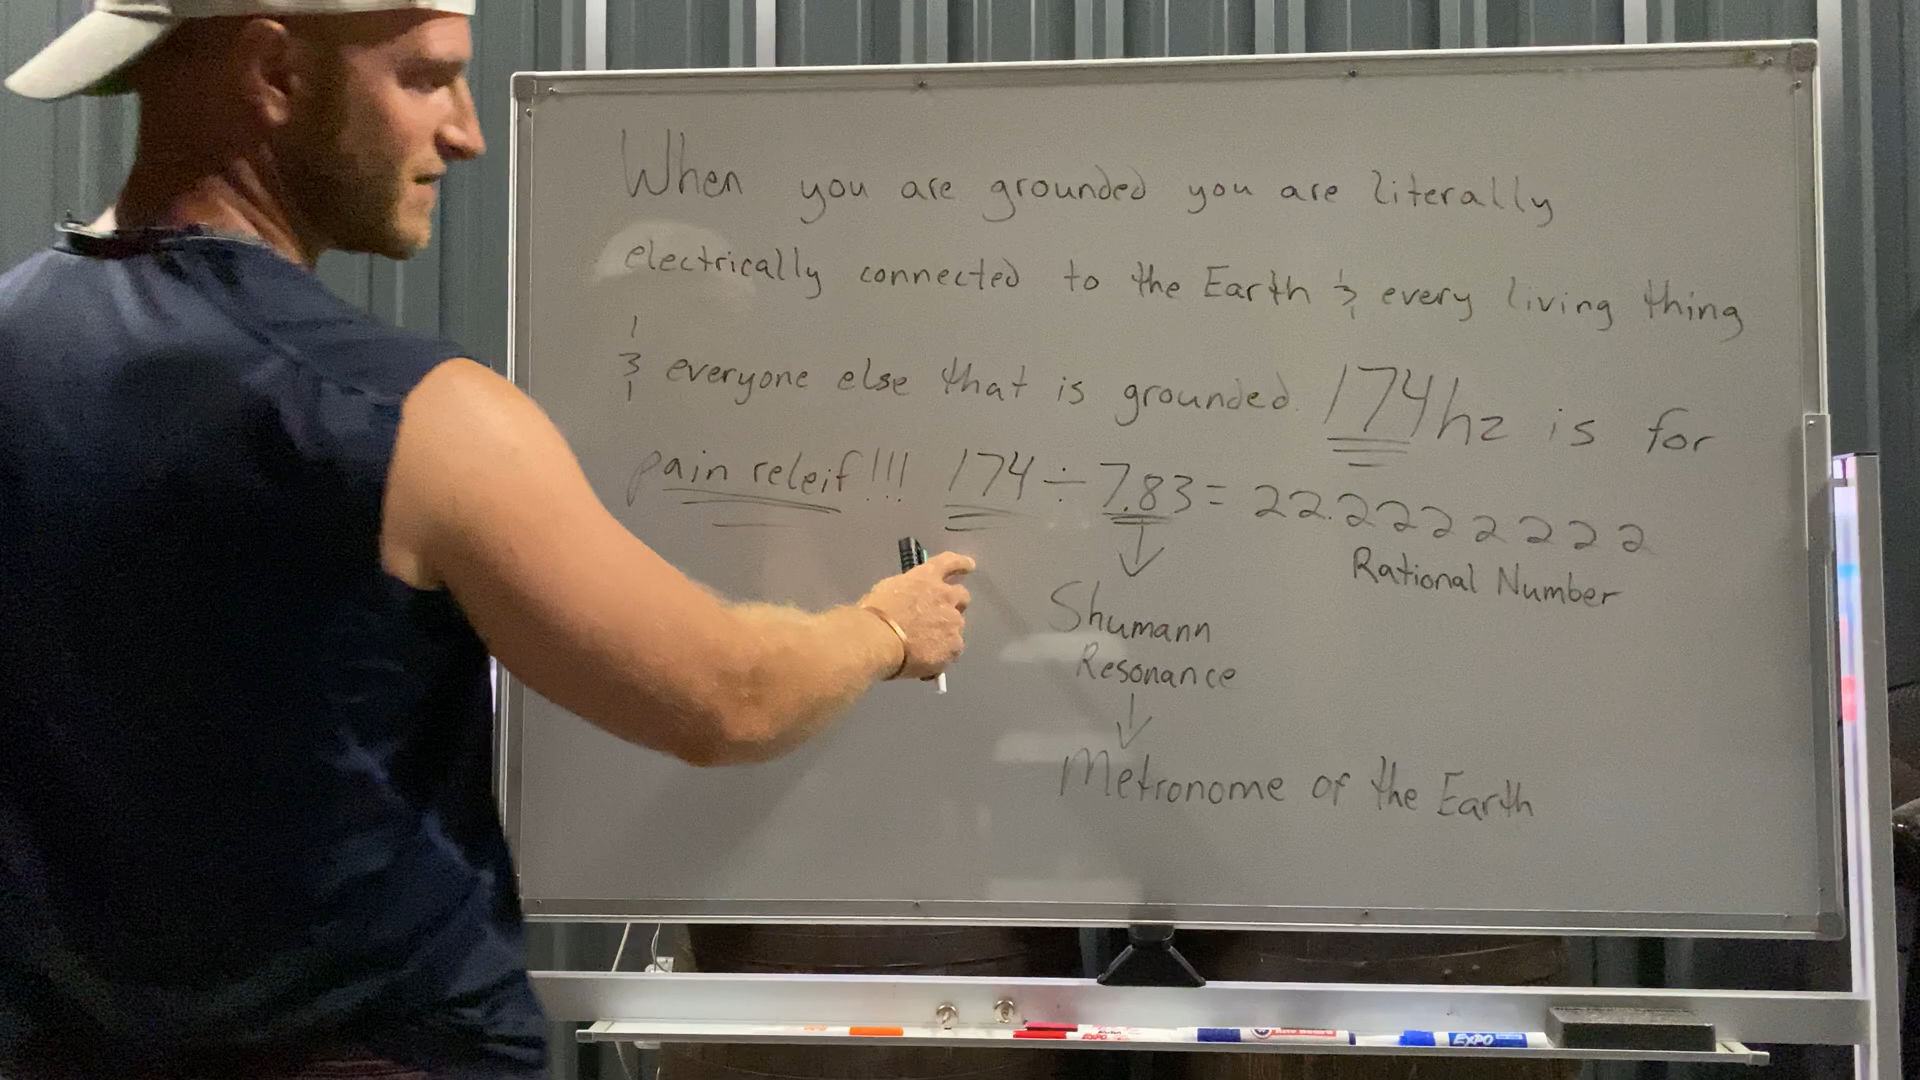 When you are grounded you are literally
electrically connected to the Earth & every living thing
& everyone else that is grounded. 174hz is for
pain releif!!! 174 ÷ 7.83 = 22.2222222
Rational Number
Shumann
Resonance
Metronome of the Earth
EXPO
EXPO